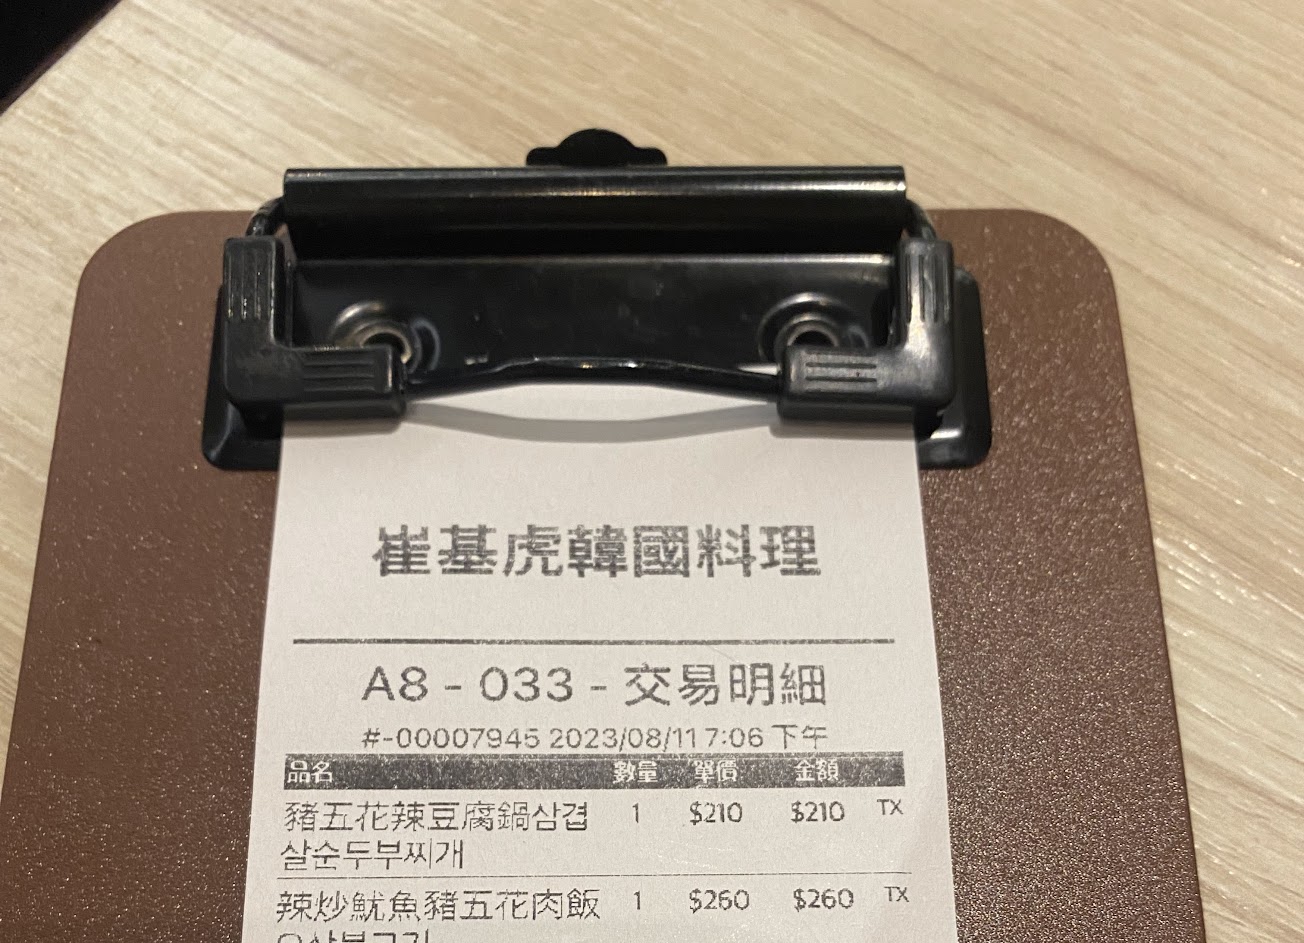 崔基虎韓國料理
A8 - 033 - 交易明細
#-00007945 2023/08/11 7:06 下午
品名 數量 單價 金額
豬五花辣豆腐鍋삼겹 1 $210 $210 TX
살순두부찌개
辣炒魷魚豬五花肉飯 1 $260 $260 TX